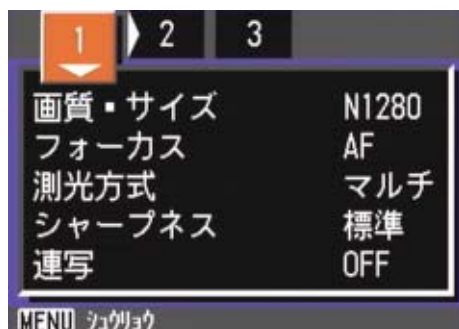 1 2 3
画質・サイズ N1280
フォーカス AF
測光方式 マルチ
シャープネス 標準
連写 OFF
MENU シュウリョウ